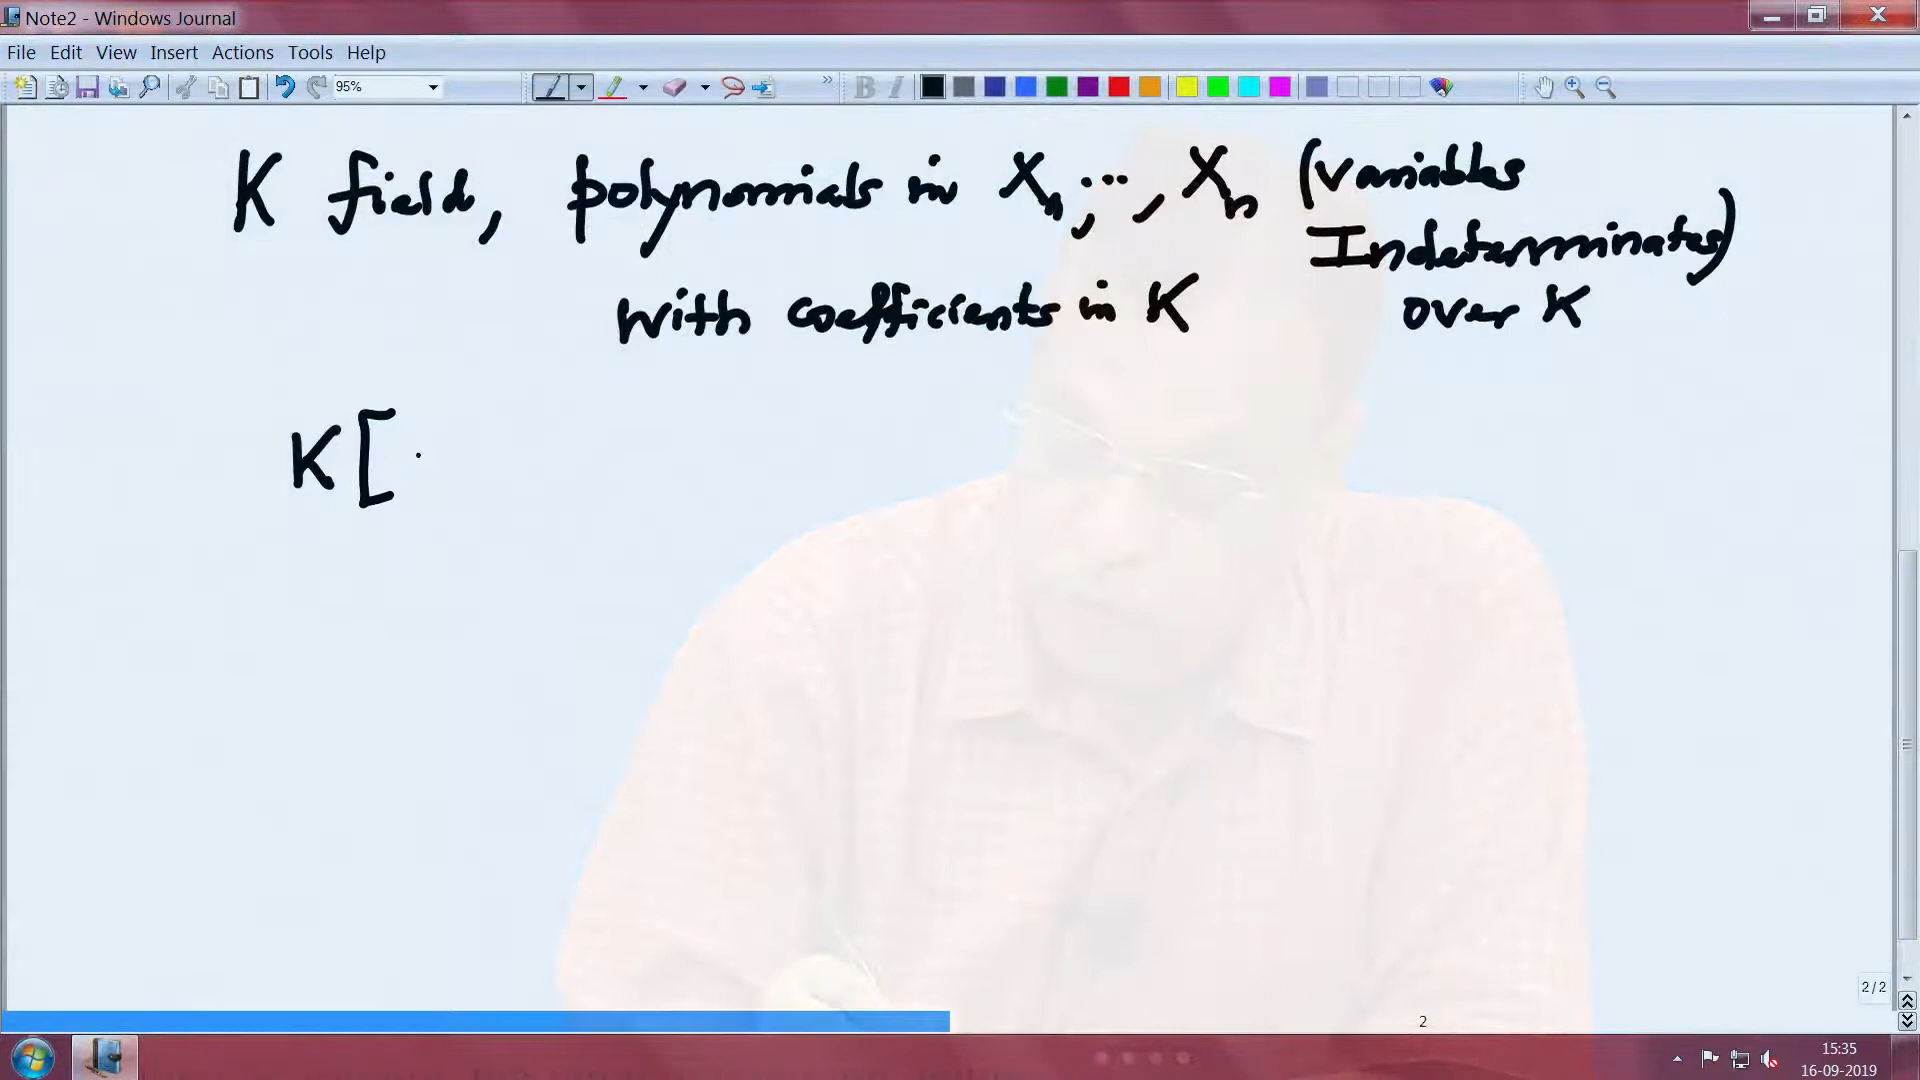 Note2 - Windows Journal
File Edit View Insert Actions Tools Help
95%
K field, polynomials in X₁, ..., Xₙ (variables
Indeterminates)
with coefficients in K over K
K[
2 / 2
2
15:35
16-09-2019